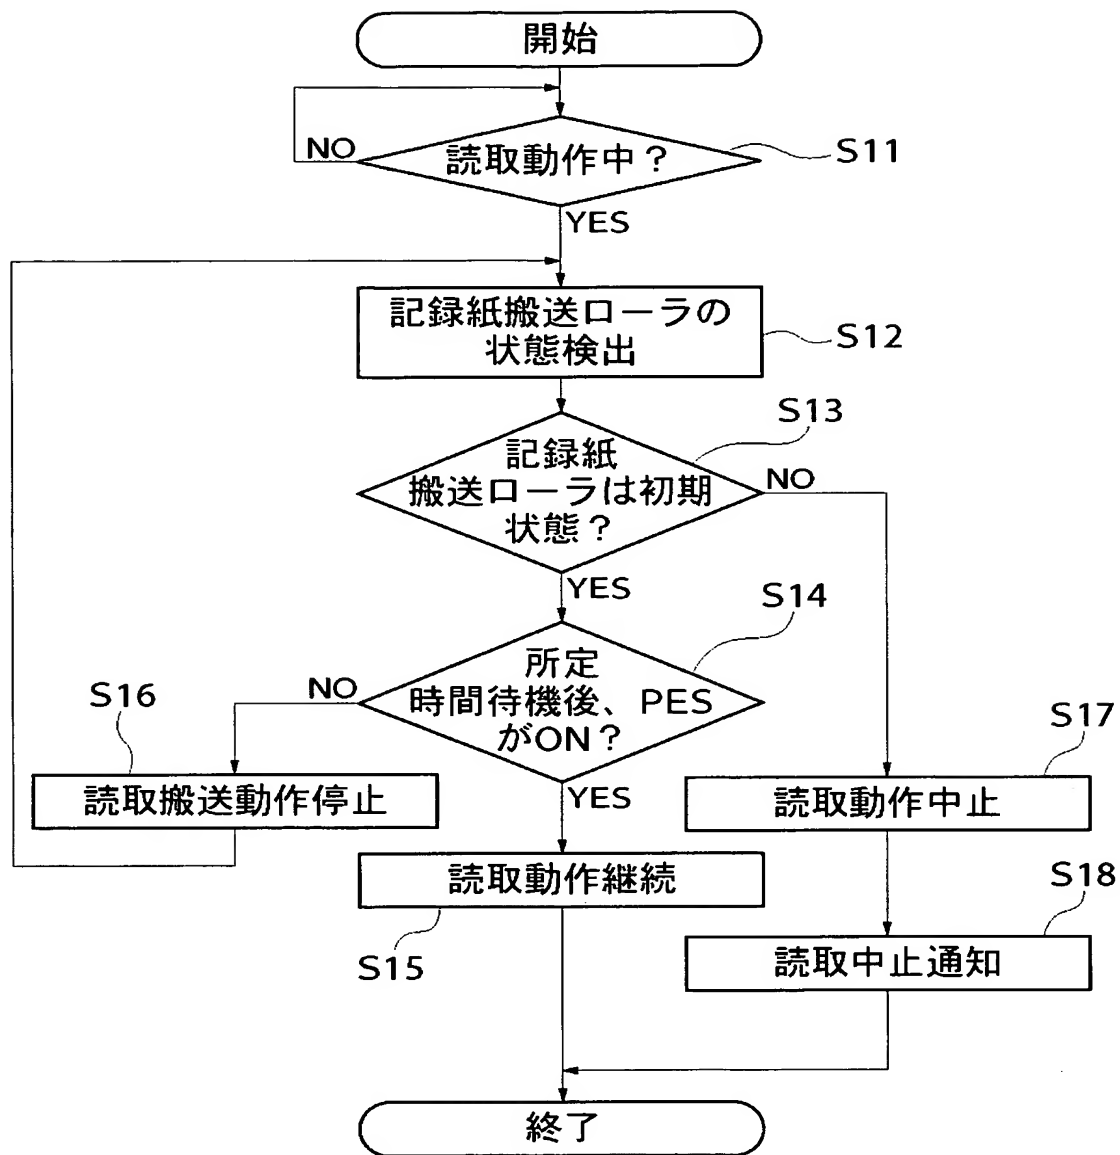 開始
NO
読取動作中？
S11
YES
記録紙搬送ローラの
状態検出
S12
S13
記録紙
搬送ローラは初期
状態？
NO
YES
S14
所定
時間待機後、PES
がON？
NO
S16
S17
読取搬送動作停止
YES
読取動作中止
読取動作継続
S18
S15
読取中止通知
終了